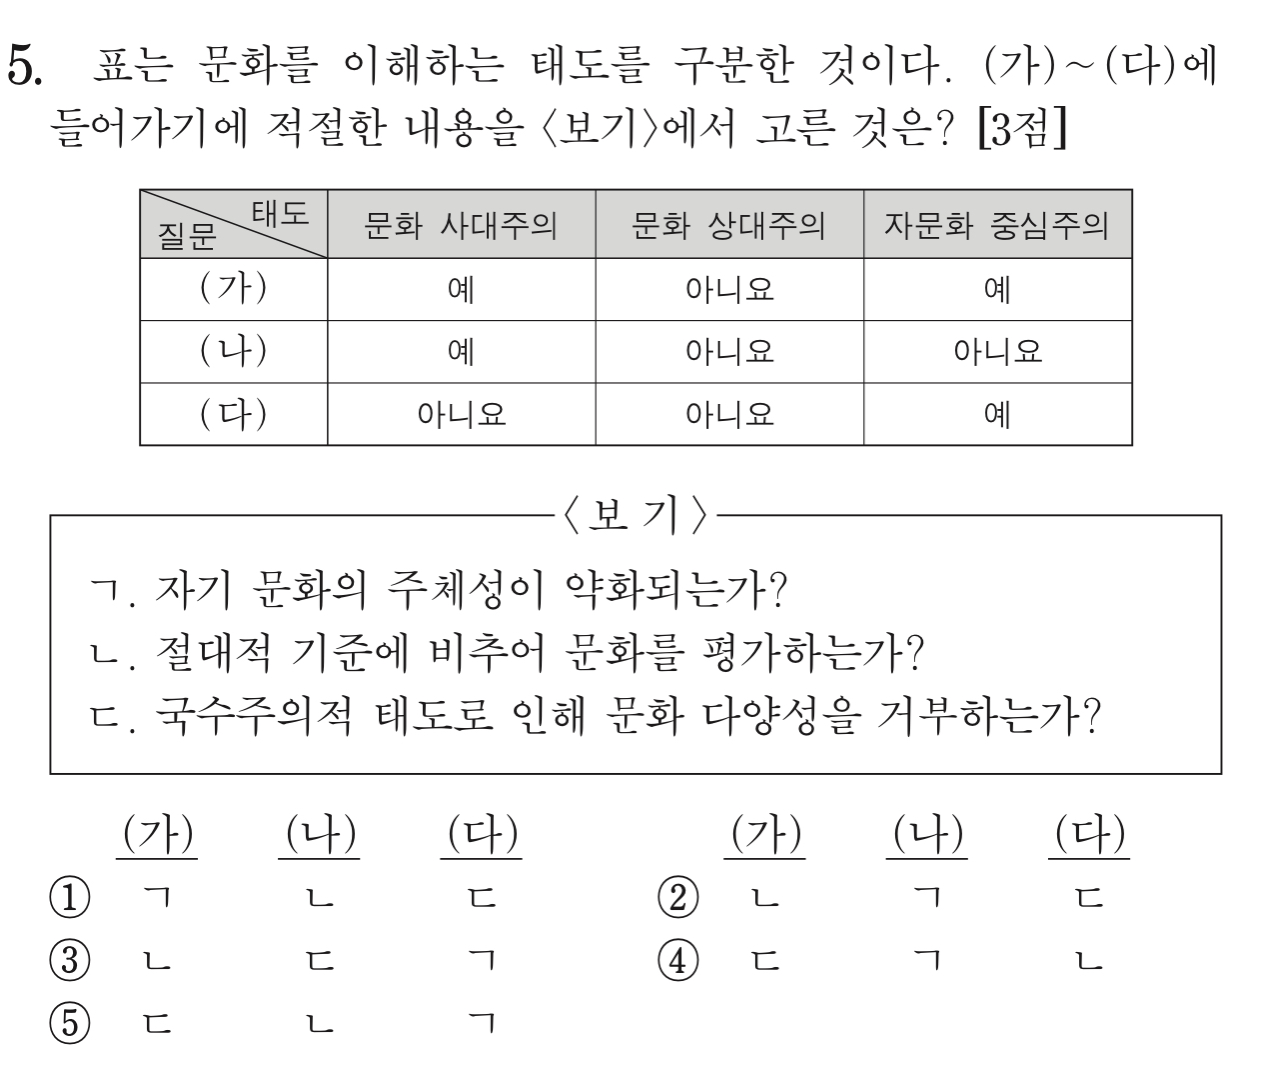 5. 표는 문화를 이해하는 태도를 구분한 것이다. (가)~(다)에
들어가기에 적절한 내용을 〈보기〉에서 고른 것은? [3점]
태도
질문 문화 사대주의 문화 상대주의 자문화 중심주의
(가) 예 아니요 예
(나) 예 아니요 아니요
(다) 아니요 아니요 예
〈보 기〉
ㄱ. 자기 문화의 주체성이 약화되는가?
ㄴ. 절대적 기준에 비추어 문화를 평가하는가?
ㄷ. 국수주의적 태도로 인해 문화 다양성을 거부하는가?
(가) (나) (다) (가) (나) (다)
① ㄱ ㄴ ㄷ ② ㄴ ㄱ ㄷ
③ ㄴ ㄷ ㄱ ④ ㄷ ㄱ ㄴ
⑤ ㄷ ㄴ ㄱ